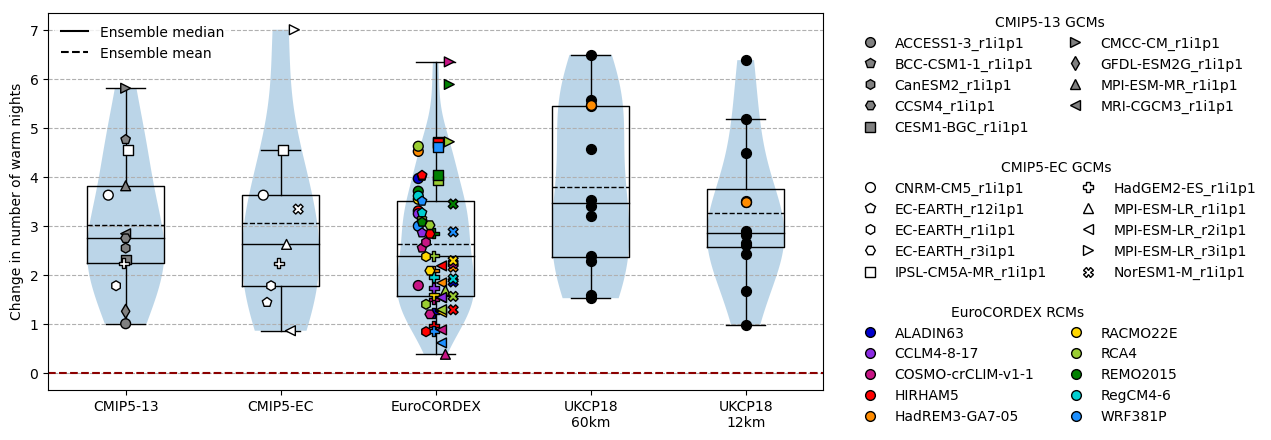 Change in number of warm nights
7
6
5
4
3
2
1
0
Ensemble median
Ensemble mean
CMIP5-13
CMIP5-EC
EuroCORDEX
UKCP18
60km
UKCP18
12km
CMIP5-13 GCMs
ACCESS1-3_r1i1p1
BCC-CSM1-1_r1i1p1
CanESM2_r1i1p1
CCSM4_r1i1p1
CESM1-BGC_r1i1p1
CMCC-CM_r1i1p1
GFDL-ESM2G_r1i1p1
MPI-ESM-MR_r1i1p1
MRI-CGCM3_r1i1p1
CMIP5-EC GCMs
CNRM-CM5_r1i1p1
EC-EARTH_r12i1p1
EC-EARTH_r1i1p1
EC-EARTH_r3i1p1
IPSL-CM5A-MR_r1i1p1
HadGEM2-ES_r1i1p1
MPI-ESM-LR_r1i1p1
MPI-ESM-LR_r2i1p1
MPI-ESM-LR_r3i1p1
NorESM1-M_r1i1p1
EuroCORDEX RCMs
ALADIN63
CCLM4-8-17
COSMO-crCLIM-v1-1
HIRHAM5
HadREM3-GA7-05
RACMO22E
RCA4
REMO2015
RegCM4-6
WRF381P